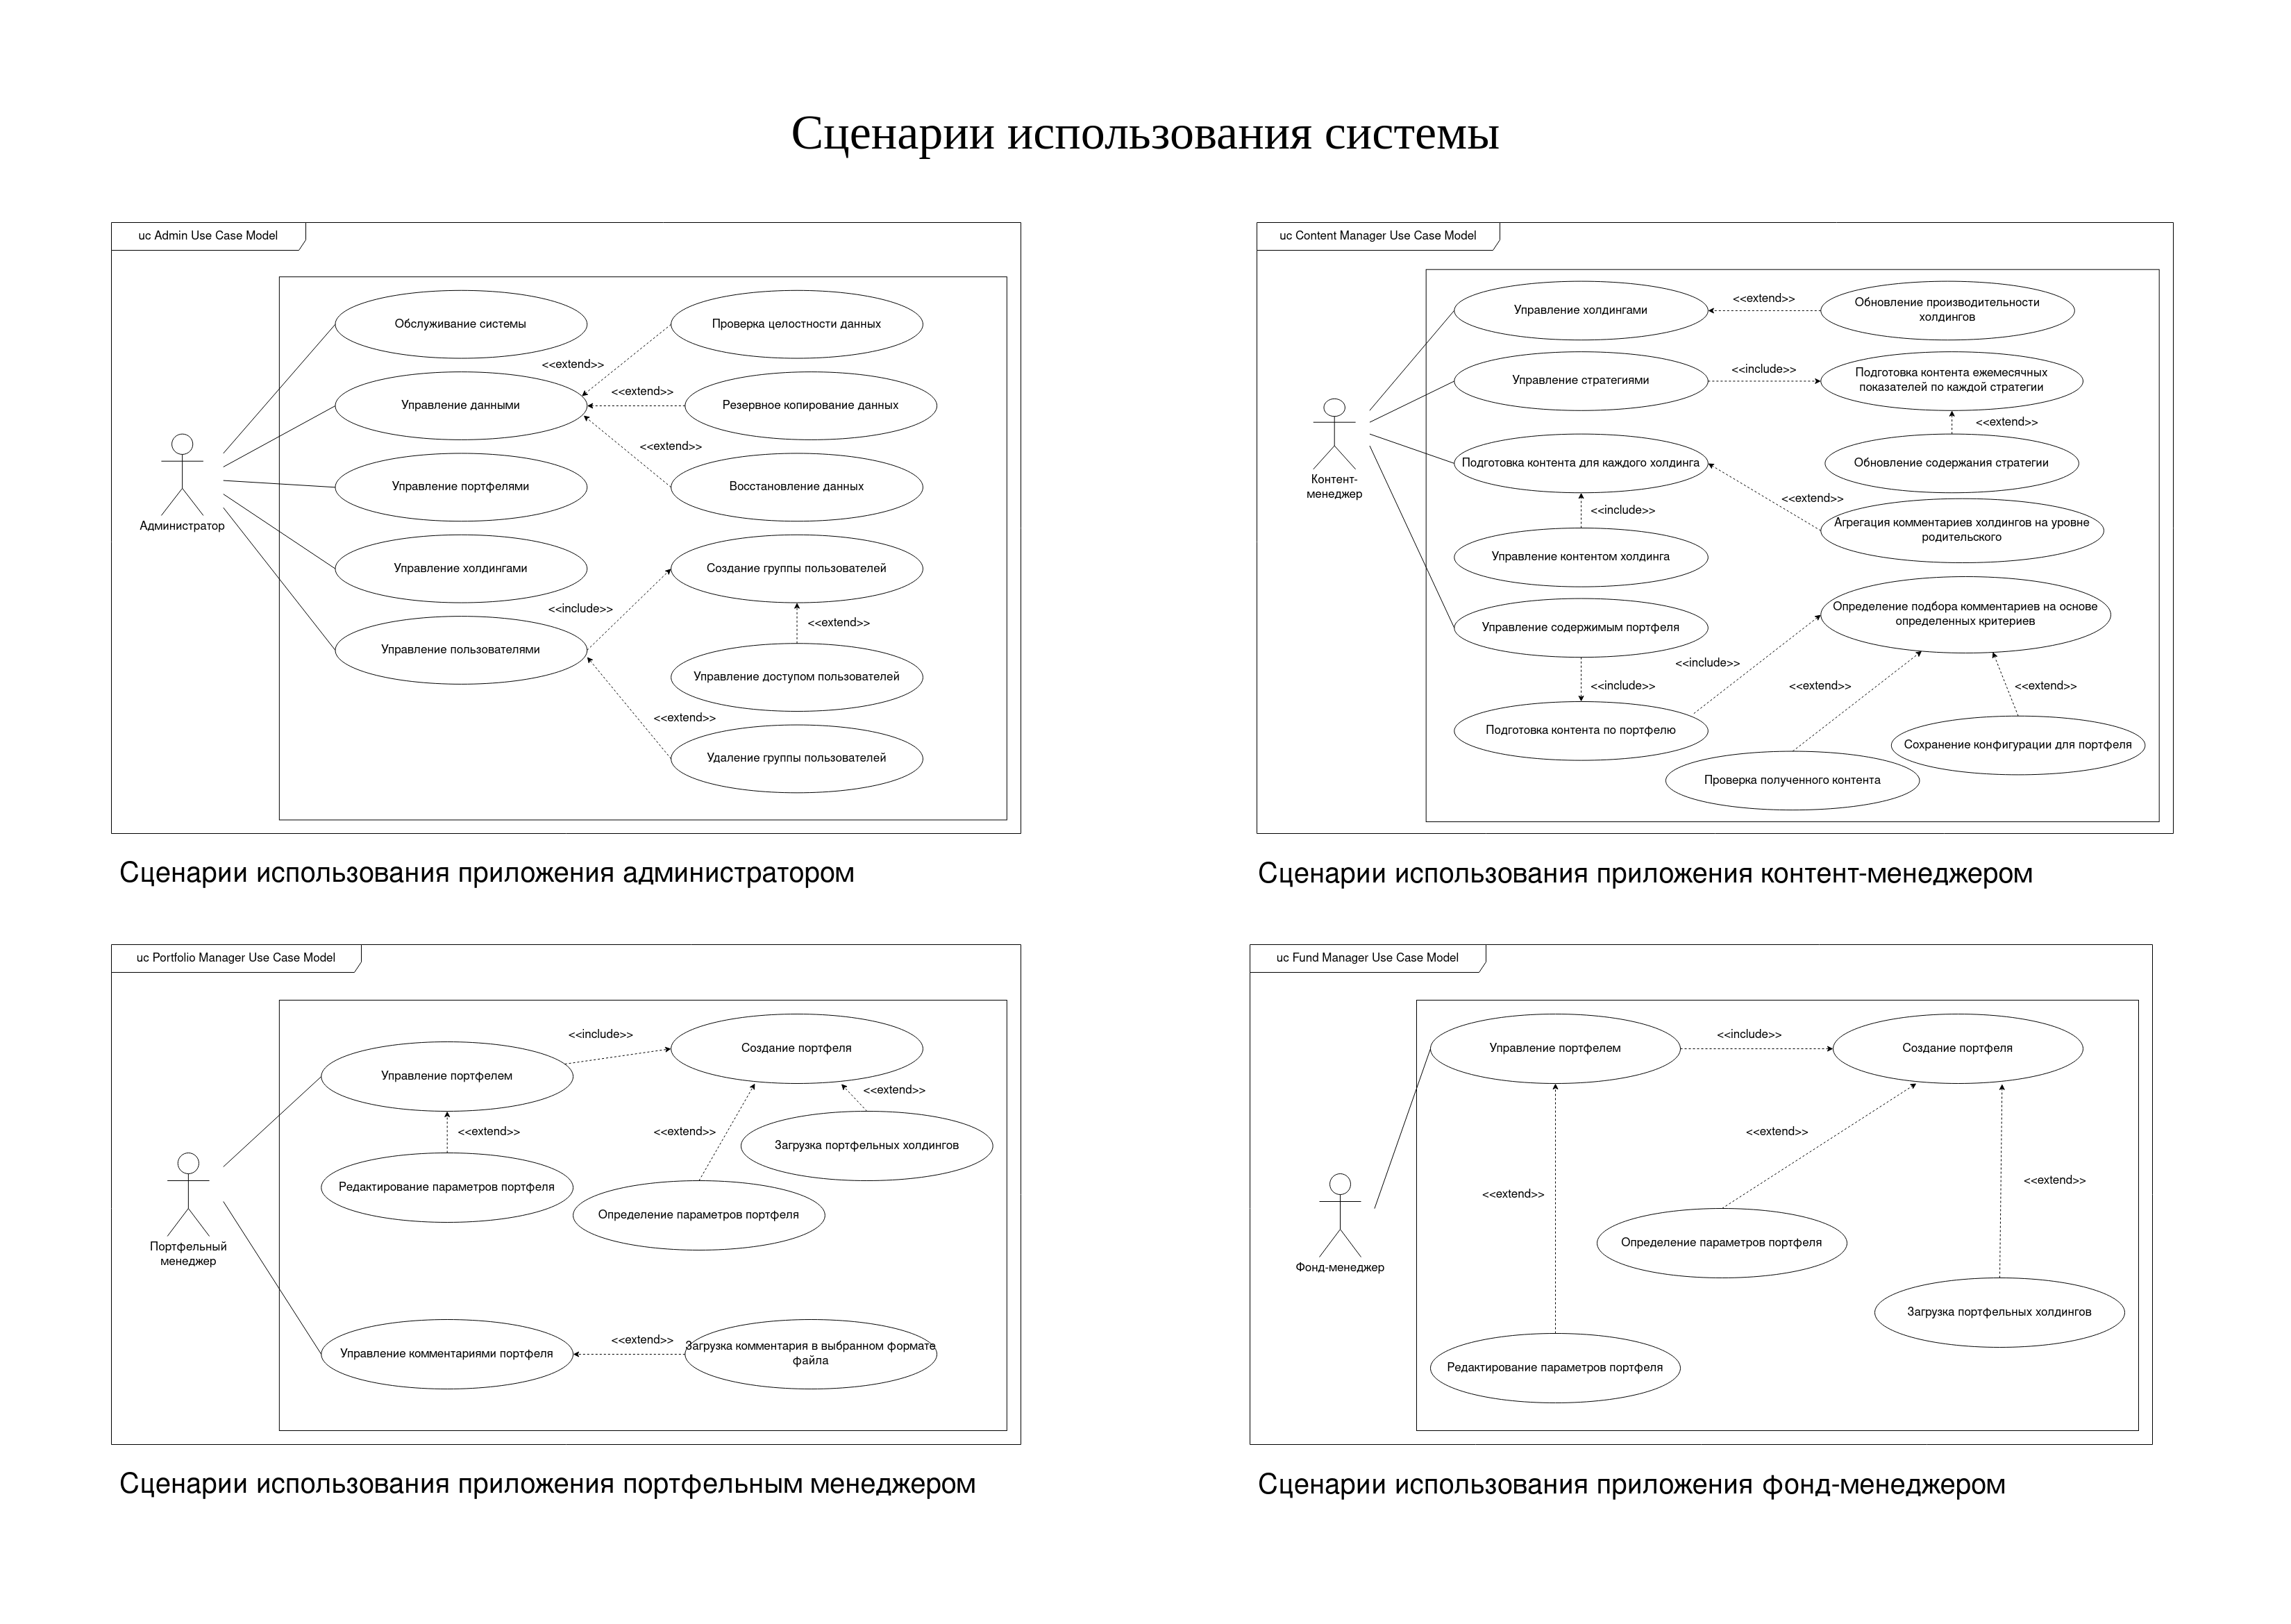 Сценарии использования системы
uc Admin Use Case Model
Обслуживание системы
Проверка целостности данных
<<extend>>
Управление данными
<<extend>>
Резервное копирование данных
<<extend>>
Управление портфелями
Восстановление данных
Администратор
Управление холдингами
Создание группы пользователей
<<include>>
<<extend>>
Управление пользователями
Управление доступом пользователей
<<extend>>
Удаление группы пользователей
Сценарии использования приложения администратором
uc Content Manager Use Case Model
Управление холдингами
<<extend>>
Обновление производительности
холдингов
Управление стратегиями
<<include>>
Подготовка контента ежемесячных
показателей по каждой стратегии
<<extend>>
Подготовка контента для каждого холдинга
Обновление содержания стратегии
Контент-
менеджер
<<extend>>
<<include>>
Агрегация комментариев холдингов на уровне
родительского
Управление контентом холдинга
Определение подбора комментариев на основе
определенных критериев
Управление содержимым портфеля
<<include>>
<<include>>
<<extend>>
<<extend>>
Подготовка контента по портфелю
Сохранение конфигурации для портфеля
Проверка полученного контента
Сценарии использования приложения контент-менеджером
uc Portfolio Manager Use Case Model
<<include>>
Создание портфеля
Управление портфелем
<<extend>>
<<extend>>
<<extend>>
Загрузка портфельных холдингов
Редактирование параметров портфеля
Определение параметров портфеля
Портфельный
менеджер
<<extend>>
Управление комментариями портфеля
Загрузка комментария в выбранном формате
файла
Сценарии использования приложения портфельным менеджером
uc Fund Manager Use Case Model
Управление портфелем
<<include>>
Создание портфеля
<<extend>>
<<extend>>
<<extend>>
Определение параметров портфеля
Фонд-менеджер
Загрузка портфельных холдингов
Редактирование параметров портфеля
Сценарии использования приложения фонд-менеджером